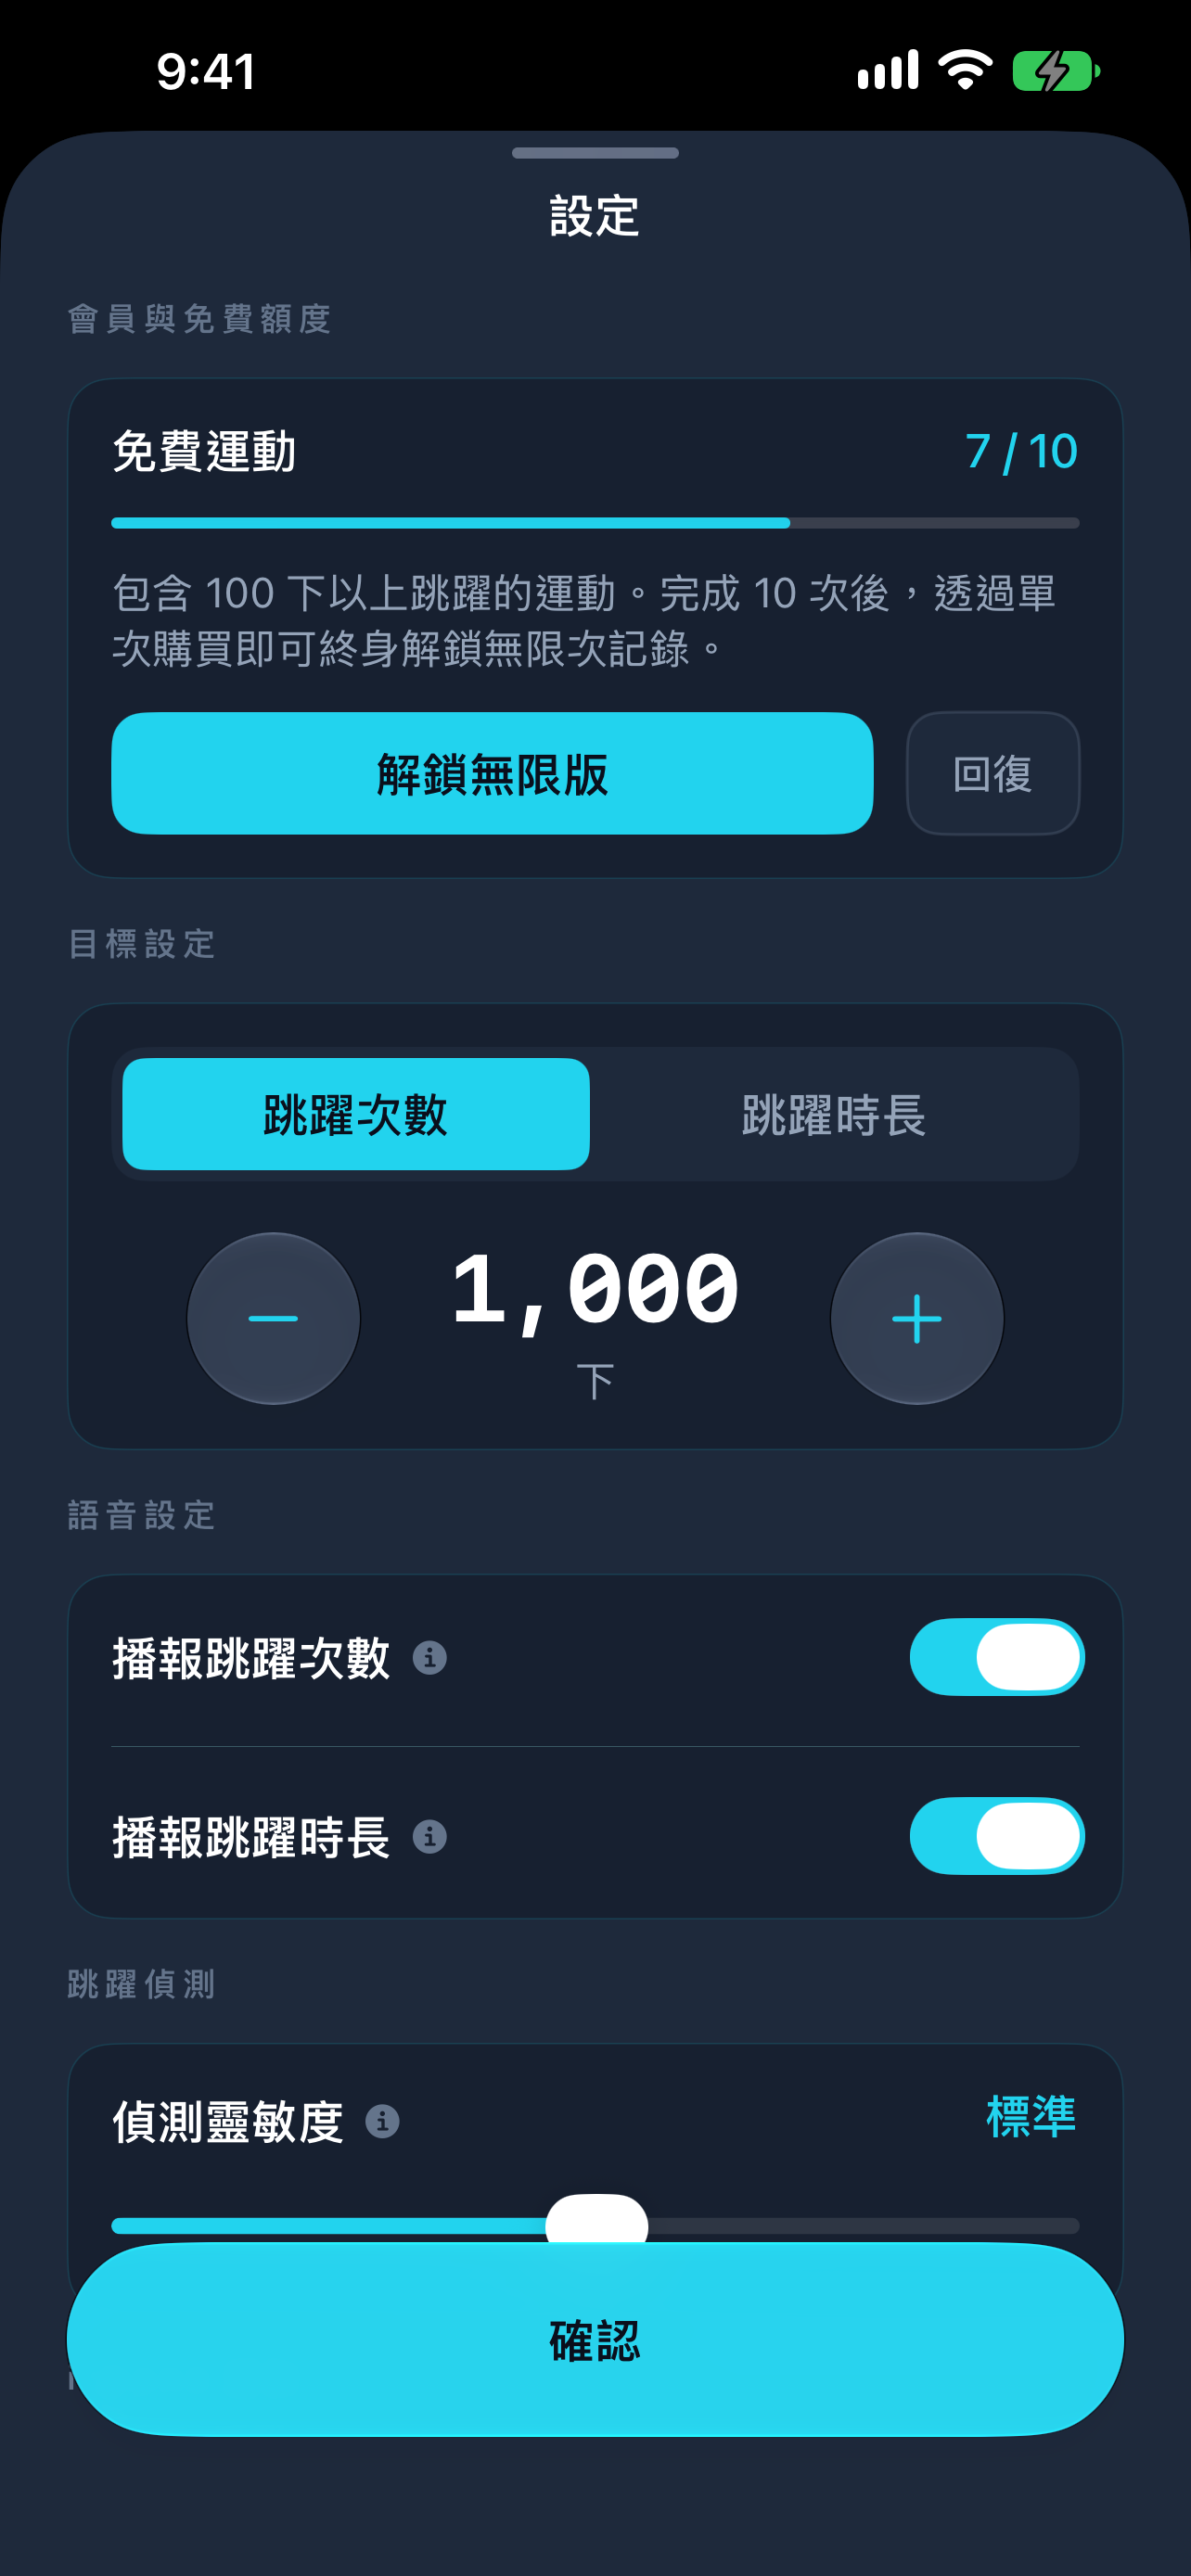 9:41
設定
會員與免費額度
免費運動
7 / 10
包含 100 下以上跳躍的運動。完成 10 次後，透過單
次購買即可終身解鎖無限次記錄。
解鎖無限版
回復
目標設定
跳躍次數
跳躍時長
1,000
下
語音設定
播報跳躍次數
播報跳躍時長
跳躍偵測
偵測靈敏度
標準
確認